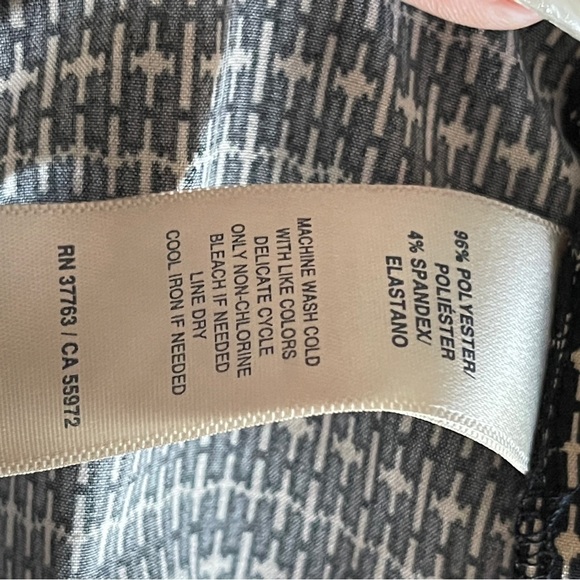 96% POLYESTER/
POLIÉSTER
4% SPANDEX/
ELASTANO
MACHINE WASH COLD
WITH LIKE COLORS
DELICATE CYCLE
ONLY NON-CHLORINE
BLEACH IF NEEDED
LINE DRY
COOL IRON IF NEEDED
RN 37763 / CA 55972